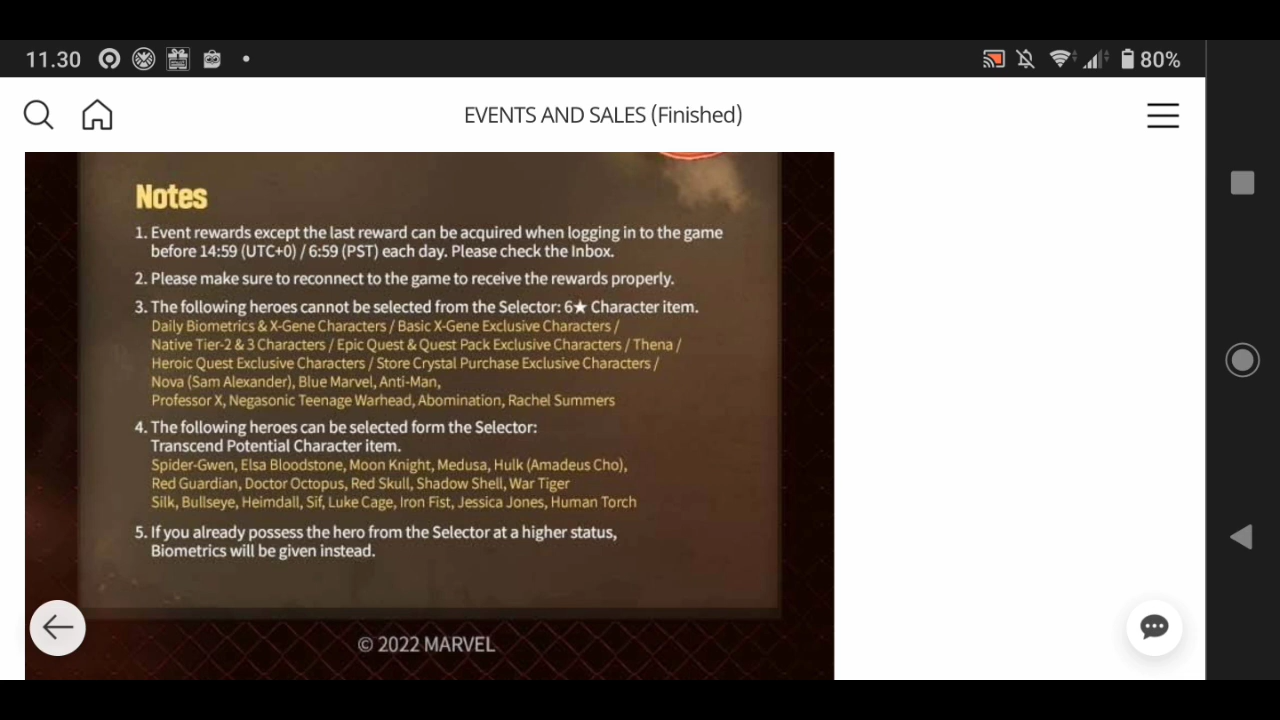 11.30
80%
EVENTS AND SALES (Finished)
Notes
1. Event rewards except the last reward can be acquired when logging in to the game
before 14:59 (UTC+0) / 6:59 (PST) each day. Please check the Inbox.
2. Please make sure to reconnect to the game to receive the rewards properly.
3. The following heroes cannot be selected from the Selector: 6★ Character item.
Daily Biometrics & X-Gene Characters / Basic X-Gene Exclusive Characters /
Native Tier-2 & 3 Characters / Epic Quest & Quest Pack Exclusive Characters / Thena /
Heroic Quest Exclusive Characters / Store Crystal Purchase Exclusive Characters /
Nova (Sam Alexander), Blue Marvel, Anti-Man,
Professor X, Negasonic Teenage Warhead, Abomination, Rachel Summers
4. The following heroes can be selected form the Selector:
Transcend Potential Character item.
Spider-Gwen, Elsa Bloodstone, Moon Knight, Medusa, Hulk (Amadeus Cho),
Red Guardian, Doctor Octopus, Red Skull, Shadow Shell, War Tiger
Silk, Bullseye, Heimdall, Sif, Luke Cage, Iron Fist, Jessica Jones, Human Torch
5. If you already possess the hero from the Selector at a higher status,
Biometrics will be given instead.
© 2022 MARVEL